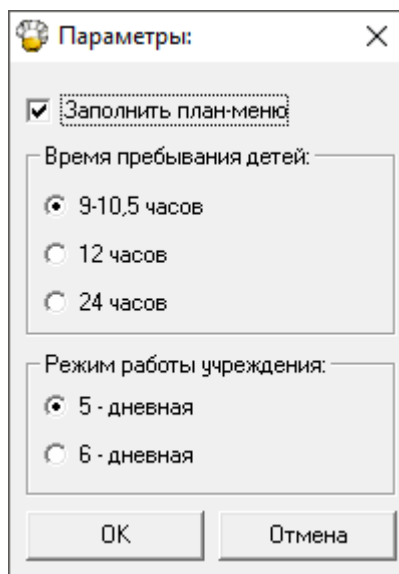 Параметры:
Заполнить план-меню
Время пребывания детей:
9-10,5 часов
12 часов
24 часов
Режим работы учреждения:
5 - дневная
6 - дневная
OK
Отмена